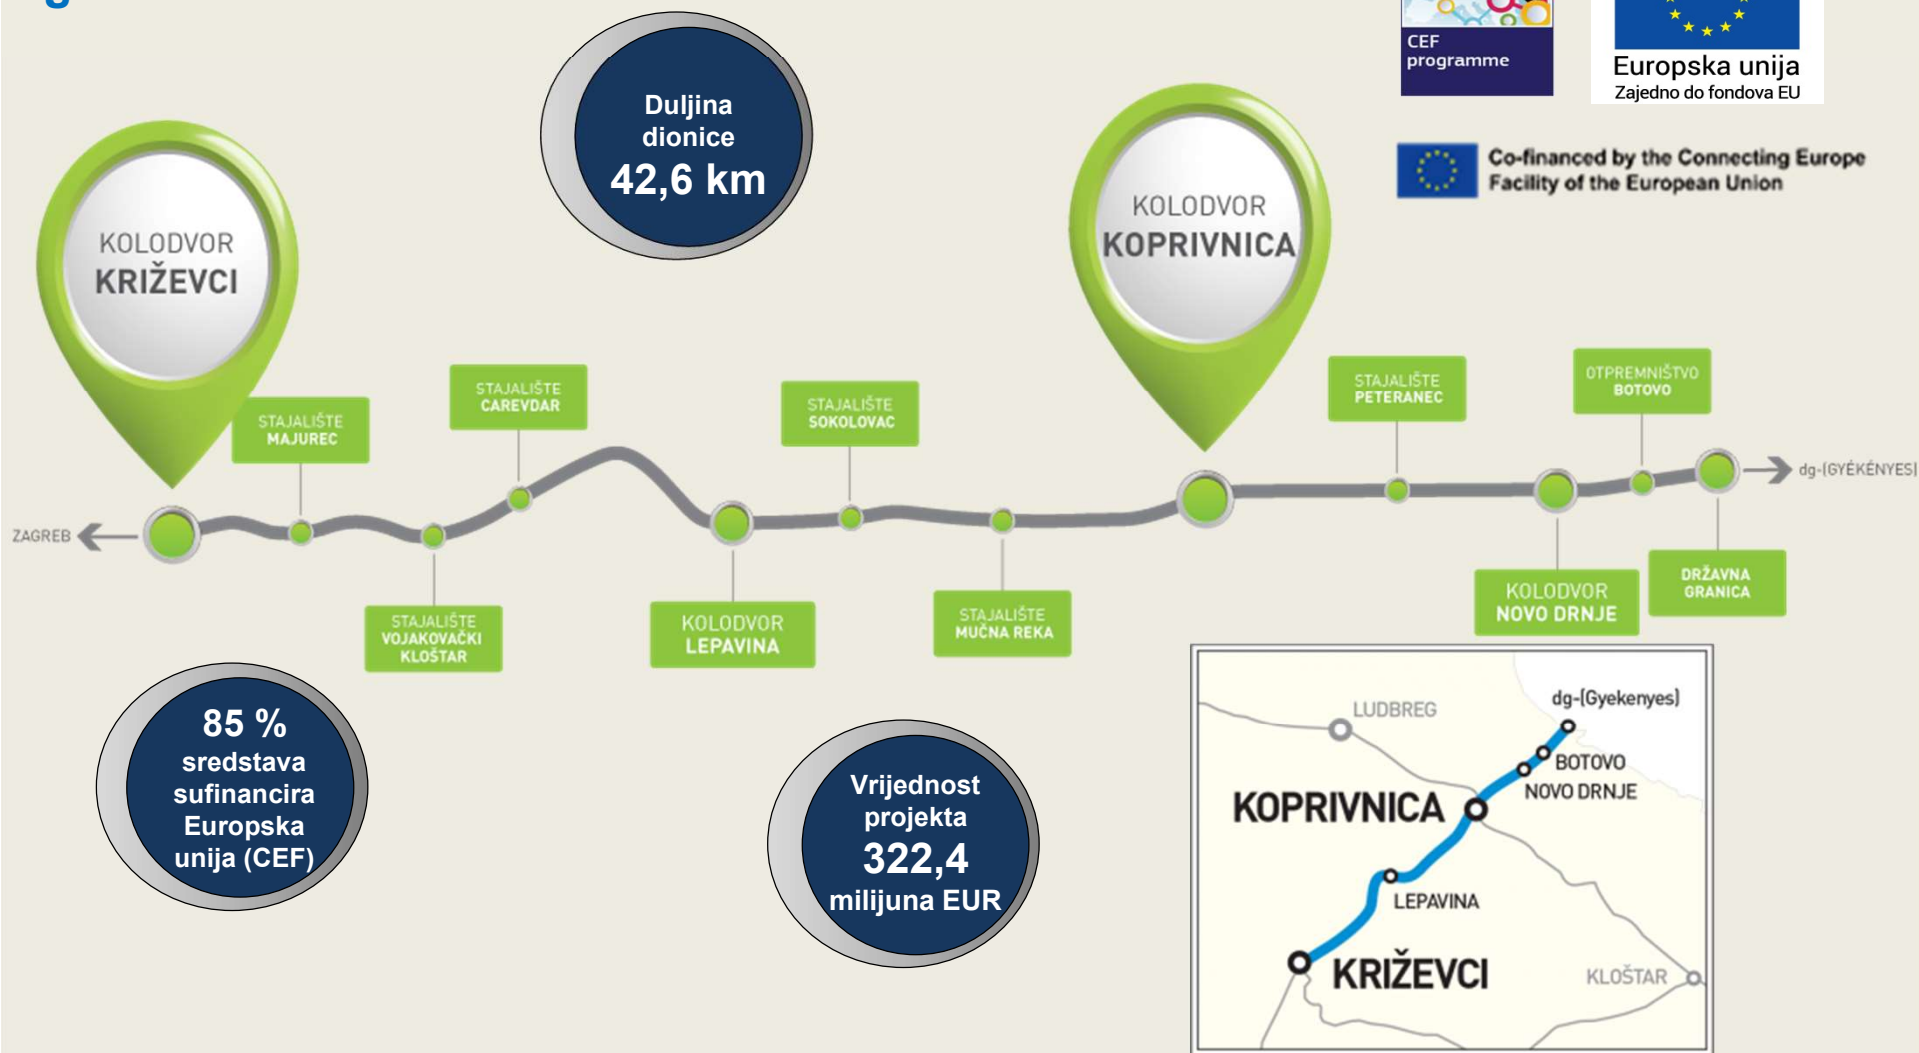 Duljina
dionice
42,6 km
CEF
programme
Europska unija
Zajedno do fondova EU
Co-financed by the Connecting Europe
Facility of the European Union
KOLODVOR
KRIŽEVCI
KOLODVOR
KOPRIVNICA
STAJALIŠTE
MAJUREC
STAJALIŠTE
CAREVDAR
STAJALIŠTE
SOKOLOVAC
STAJALIŠTE
PETERANEC
OTPREMNIŠTVO
BOTOVO
ZAGREB
dg-(GYÉKÉNYES)
STAJALIŠTE
VOJAKOVAČKI
KLOŠTAR
KOLODVOR
LEPAVINA
STAJALIŠTE
MUČNA REKA
KOLODVOR
NOVO DRNJE
DRŽAVNA
GRANICA
85 %
sredstava
sufinancira
Europska
unija (CEF)
Vrijednost
projekta
322,4
milijuna EUR
dg-(Gyekenyes)
LUDBREG
BOTOVO
NOVO DRNJE
KOPRIVNICA
LEPAVINA
KRIŽEVCI
KLOŠTAR